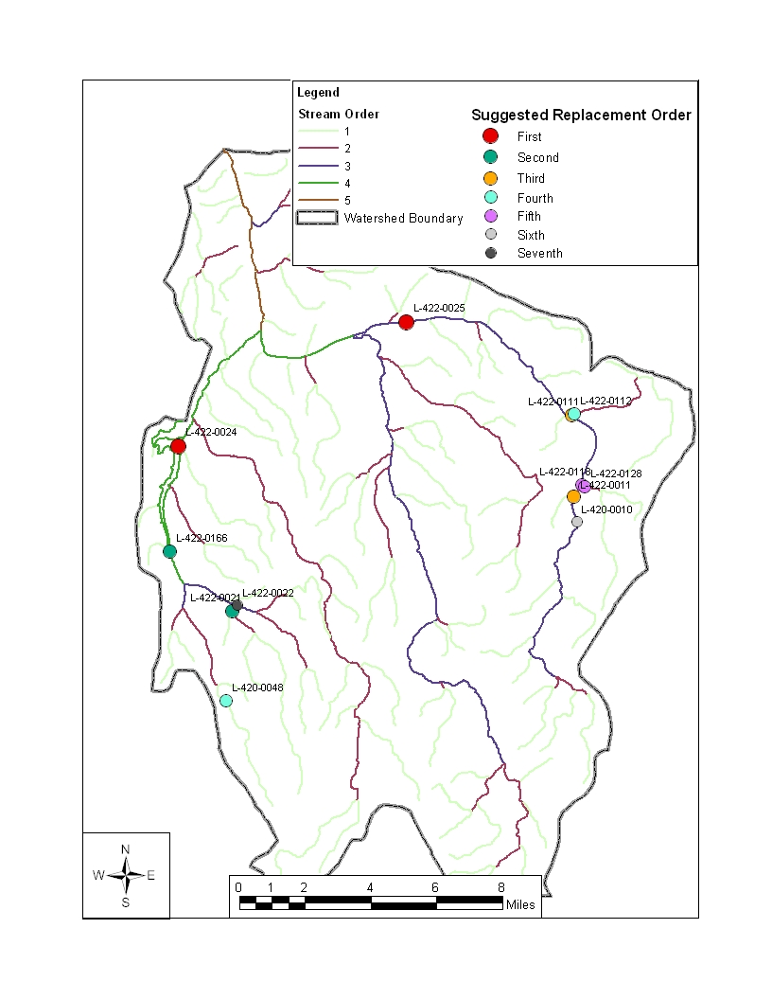 Legend
Stream Order
1
2
3
4
5
Watershed Boundary
Suggested Replacement Order
First
Second
Third
Fourth
Fifth
Sixth
Seventh
L-422-0025
L-422-0111 L-422-0112
L-422-0024
L-422-0128
L-422-0011
L-420-0010
L-422-0166
L-422-0021 L-422-0022
L-420-0048
N
W E
S
0 1 2 4 6 8
Miles